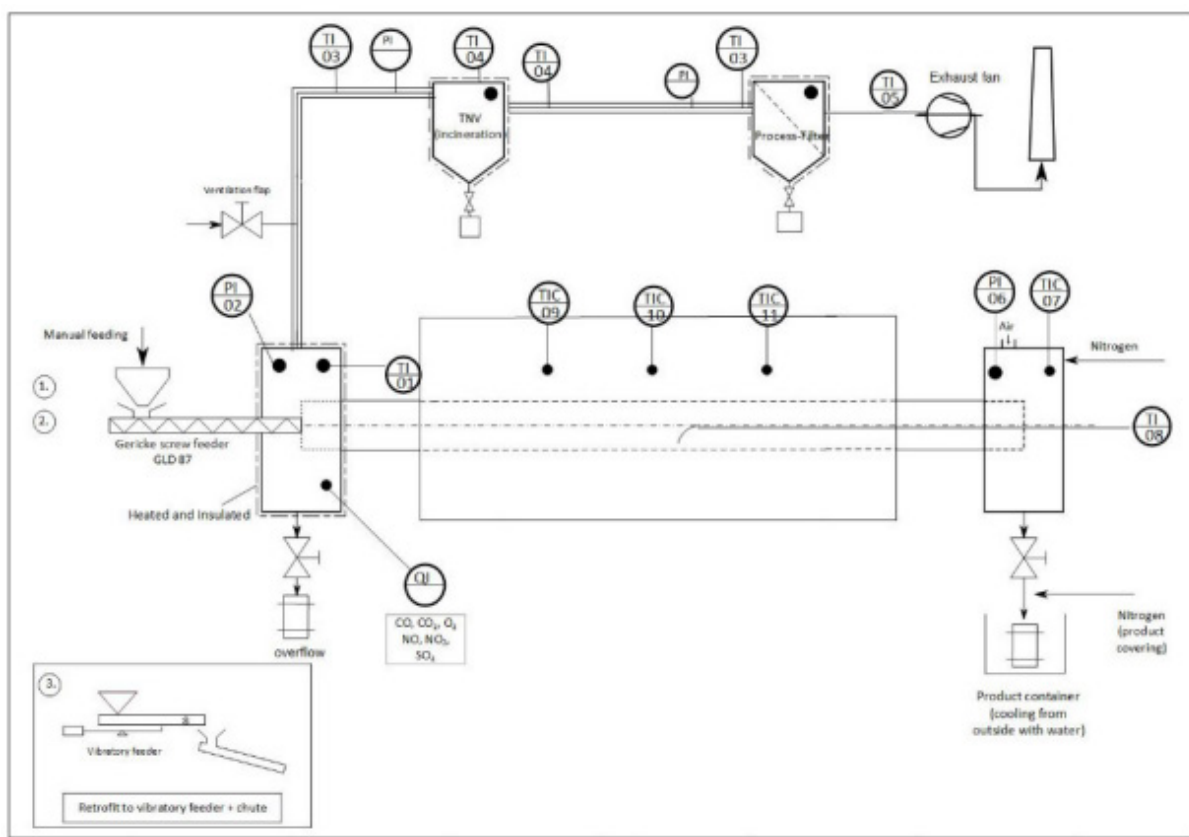 TI
03
PI
TI
04
TI
04
PI
TI
03
TI
05
Exhaust fan
TNV
(incineration)
Process-Filter
Ventilation flap
PI
02
TIC
09
TIC
10
TIC
11
PI
06
TIC
07
Air
Nitrogen
Manual feeding
TI
01
1.
2.
TI
08
Gericke screw feeder
GLD 87
Heated and Insulated
QI
CO, CO₂, O₂
NO, NO₂,
SO₂
overflow
Nitrogen
(product
covering)
Product container
(cooling from
outside with water)
3.
Vibratory feeder
Retrofit to vibratory feeder + chute